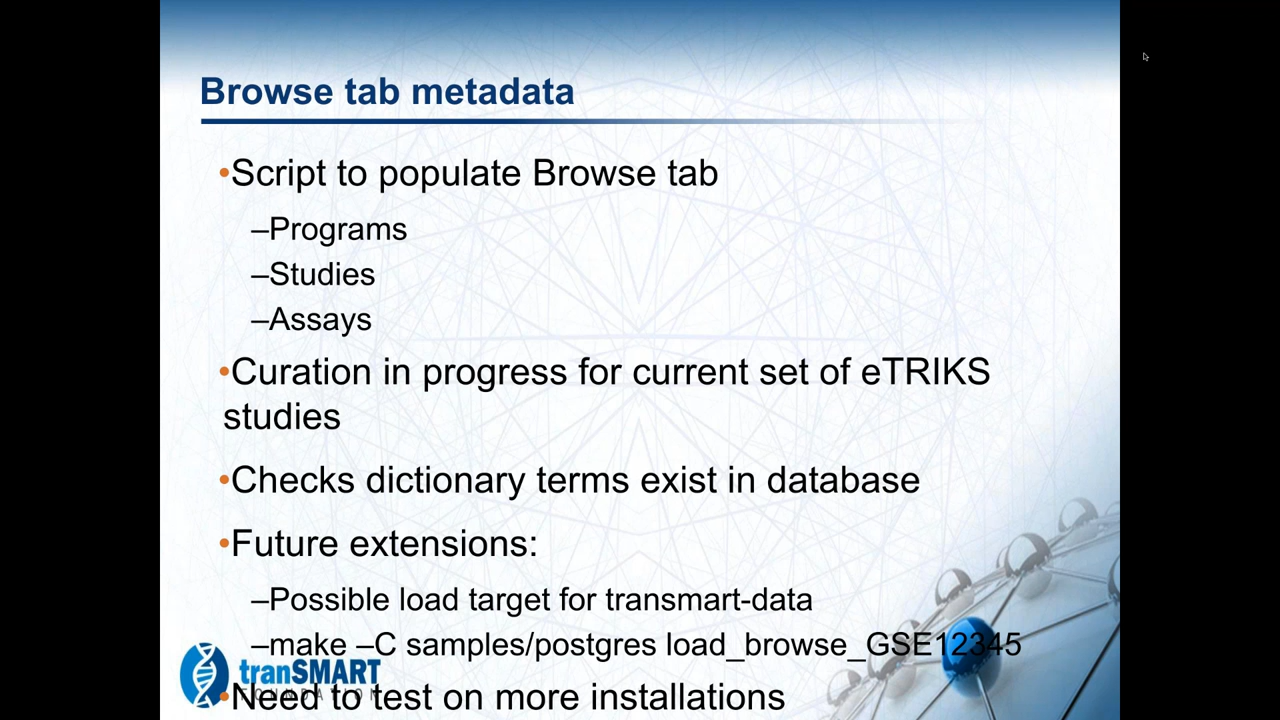 Browse tab metadata
•Script to populate Browse tab
–Programs
–Studies
–Assays
•Curation in progress for current set of eTRIKS
studies
•Checks dictionary terms exist in database
•Future extensions:
–Possible load target for transmart-data
–make –C samples/postgres load_browse_GSE12345
tranSMART
FOUNDATION
•Need to test on more installations